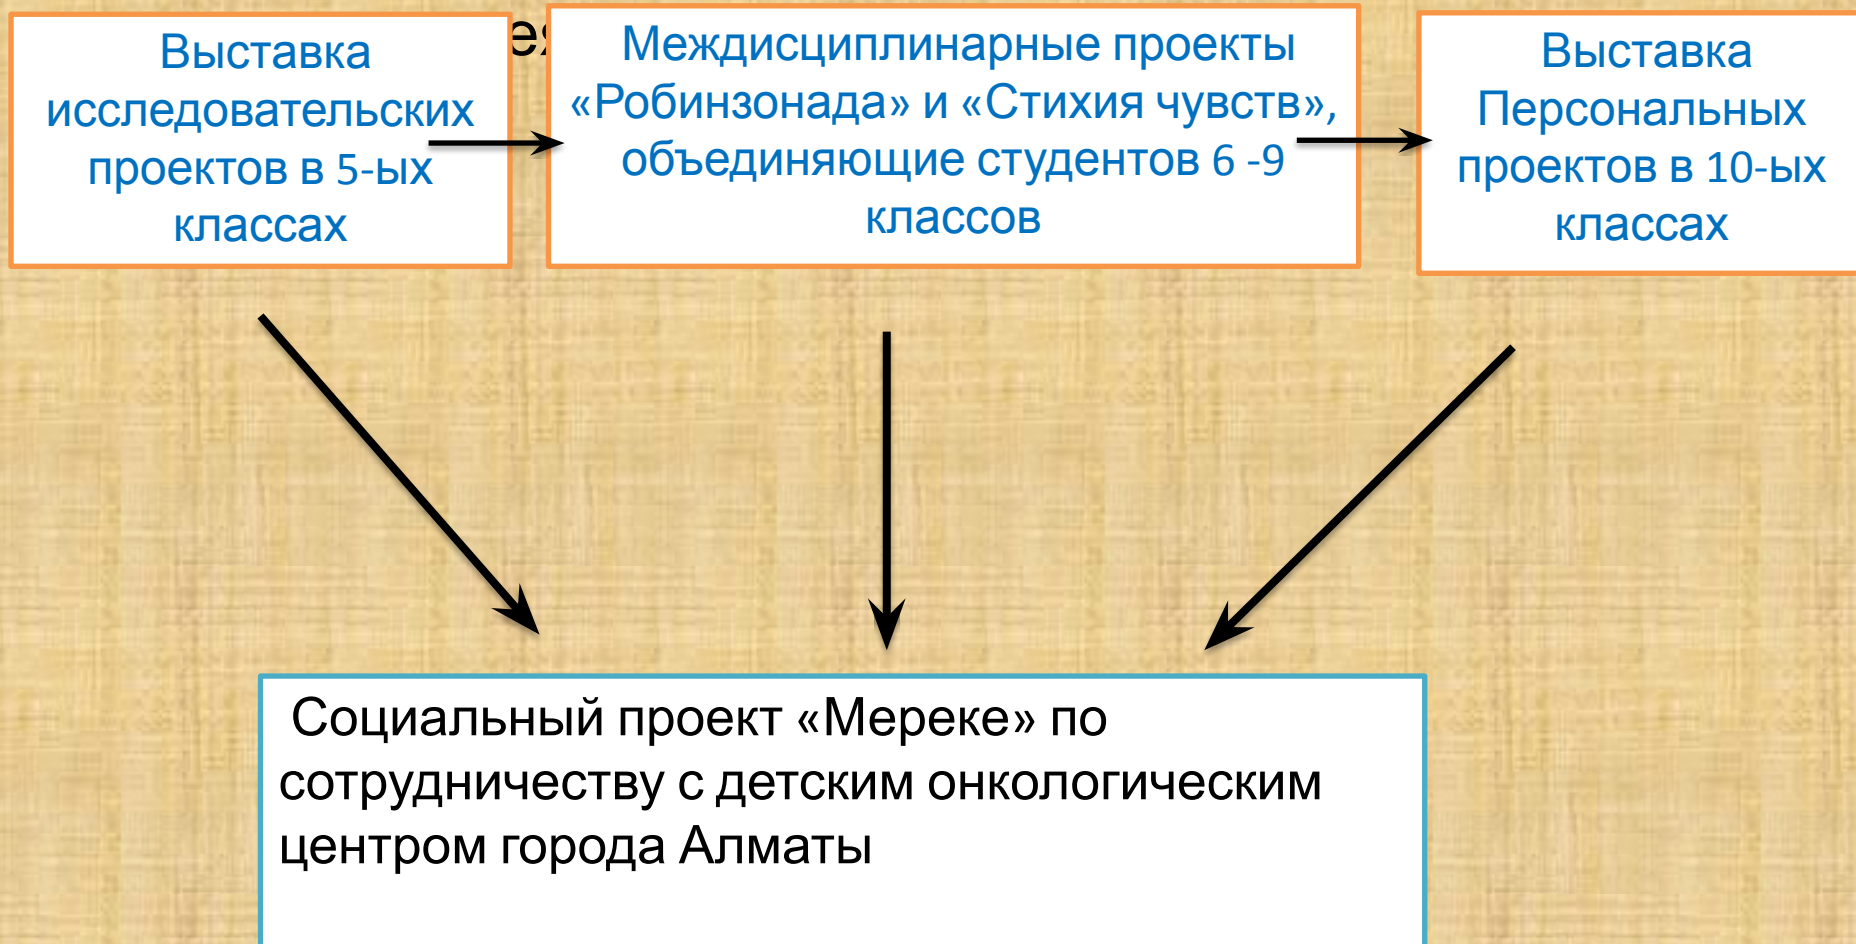 Выставка
исследовательских
проектов в 5-ых
классах
Междисциплинарные проекты
«Робинзонада» и «Стихия чувств»,
объединяющие студентов 6 -9
классов
Выставка
Персональных
проектов в 10-ых
классах
Социальный проект «Мереке» по
сотрудничеству с детским онкологическим
центром города Алматы